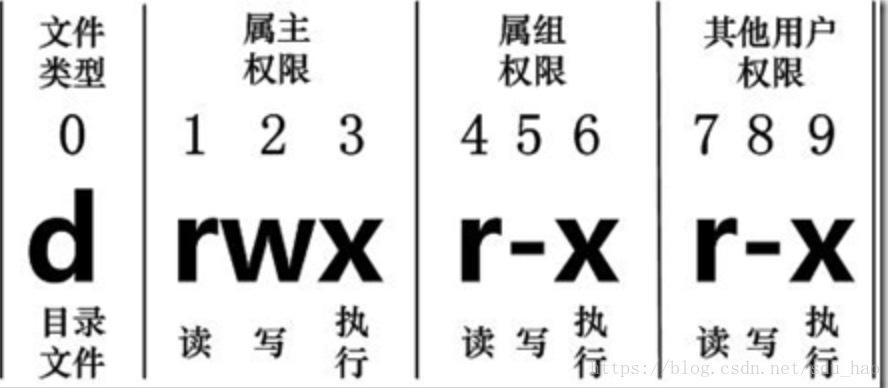 文件 属主 属组 其他用户
类型 权限 权限 权限
0 1 2 3 4 5 6 7 8 9
d rwx r-x r-x
目录 读 写 执 读 写 执 读 写 执
文件 行 行 行
https://blog.csdn.net/sdu_hao